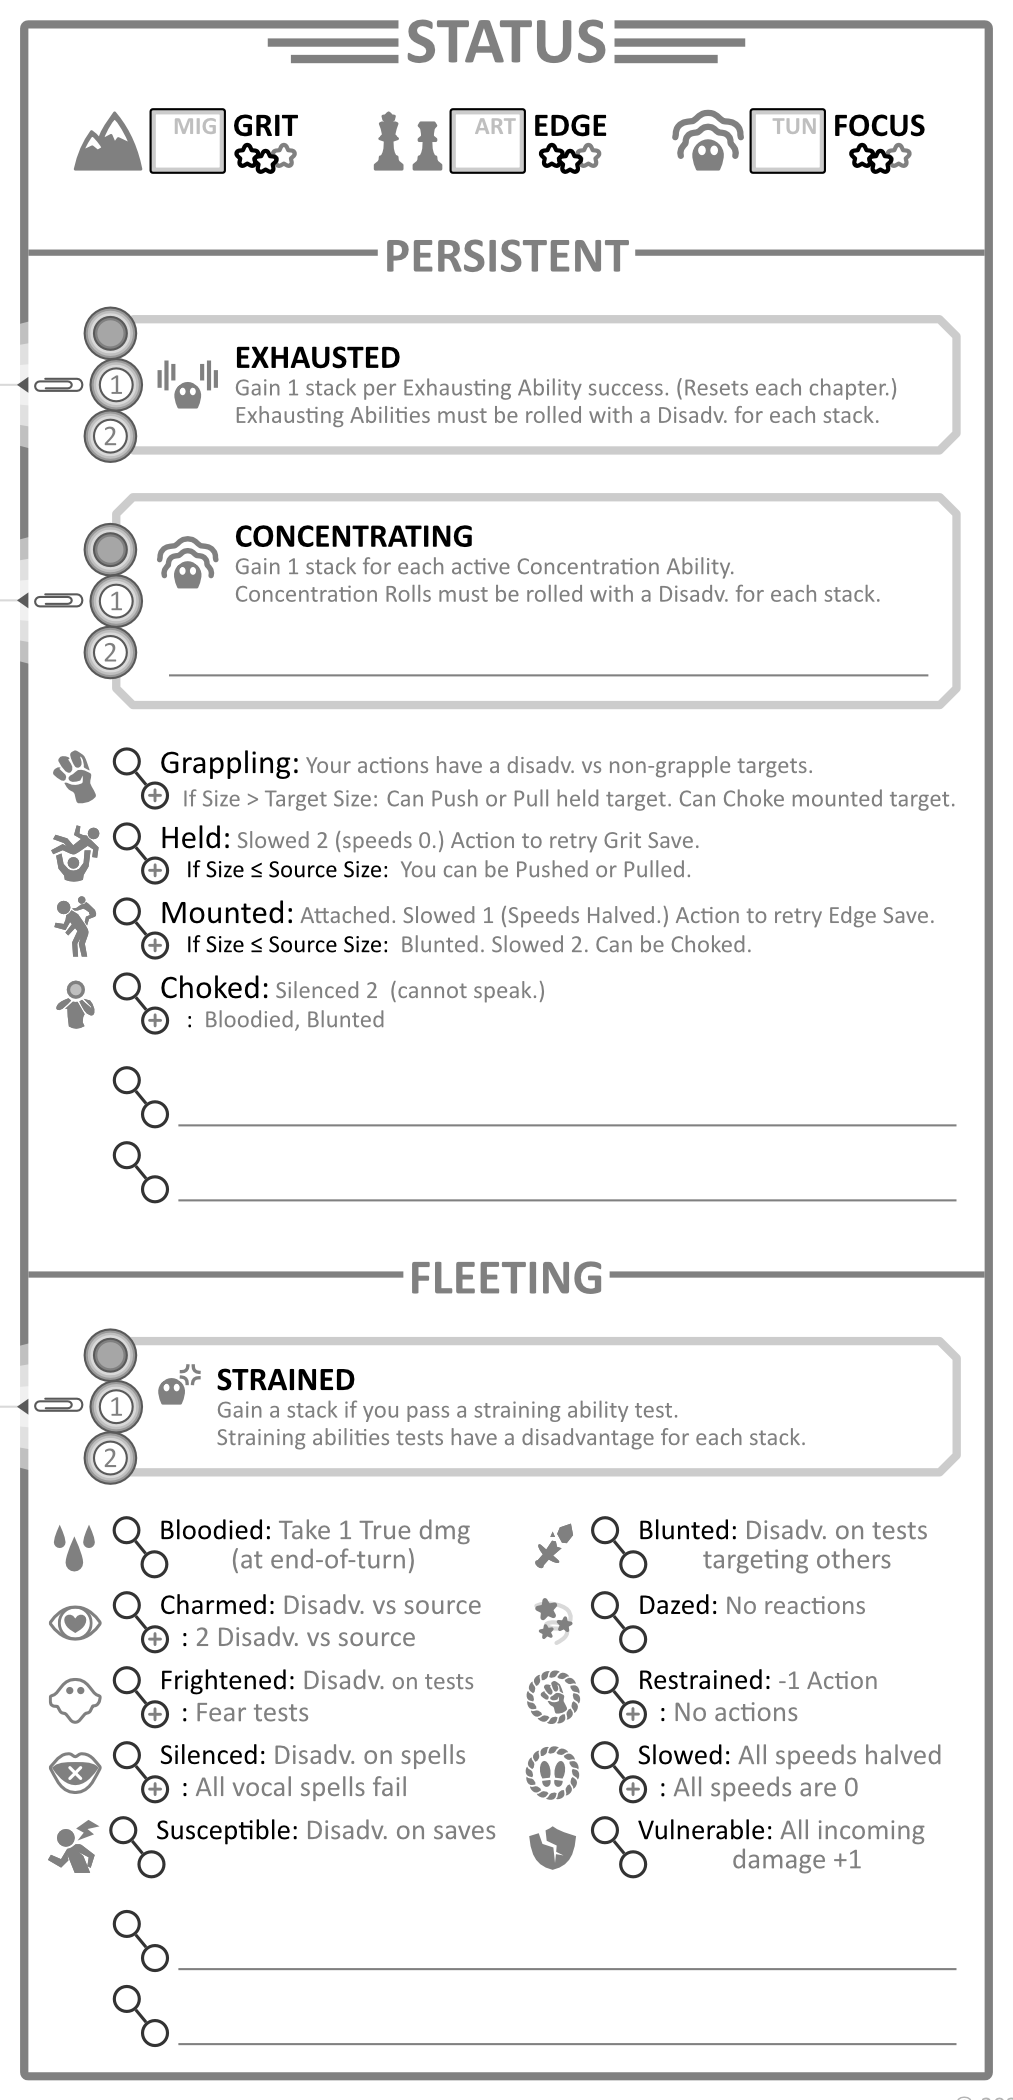 STATUS
MIG GRIT
ART EDGE
TUN FOCUS
PERSISTENT
EXHAUSTED
1 Gain 1 stack per Exhausting Ability success. (Resets each chapter.)
2 Exhausting Abilities must be rolled with a Disadv. for each stack.
CONCENTRATING
Gain 1 stack for each active Concentration Ability.
1 Concentration Rolls must be rolled with a Disadv. for each stack.
2
Grappling: Your actions have a disadv. vs non-grapple targets.
+ If Size > Target Size: Can Push or Pull held target. Can Choke mounted target.
Held: Slowed 2 (speeds 0.) Action to retry Grit Save.
+ If Size ≤ Source Size: You can be Pushed or Pulled.
Mounted: Attached. Slowed 1 (Speeds Halved.) Action to retry Edge Save.
+ If Size ≤ Source Size: Blunted. Slowed 2. Can be Choked.
Choked: Silenced 2 (cannot speak.)
+ : Bloodied, Blunted
FLEETING
STRAINED
1 Gain a stack if you pass a straining ability test.
2 Straining abilities tests have a disadvantage for each stack.
Bloodied: Take 1 True dmg
(at end-of-turn)
Blunted: Disadv. on tests
targeting others
Charmed: Disadv. vs source
+ : 2 Disadv. vs source
Dazed: No reactions
Frightened: Disadv. on tests
+ : Fear tests
Restrained: -1 Action
+ : No actions
Silenced: Disadv. on spells
+ : All vocal spells fail
Slowed: All speeds halved
+ : All speeds are 0
Susceptible: Disadv. on saves
Vulnerable: All incoming
damage +1